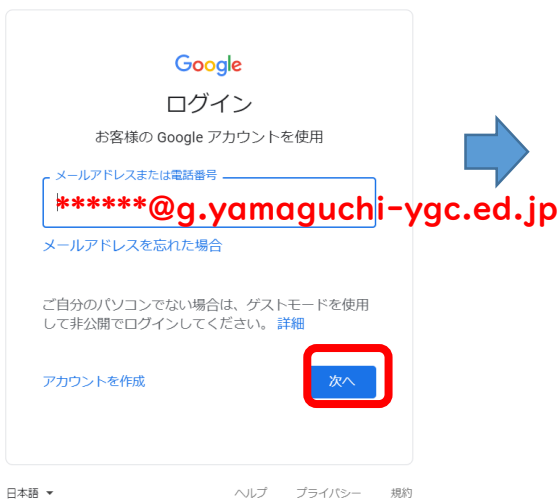 Google
ログイン
お客様の Google アカウントを使用
メールアドレスまたは電話番号
******@g.yamaguchi-ygc.ed.jp
メールアドレスを忘れた場合
ご自分のパソコンでない場合は、ゲストモードを使用
して非公開でログインしてください。 詳細
アカウントを作成
次へ
日本語 ヘルプ プライバシー 規約